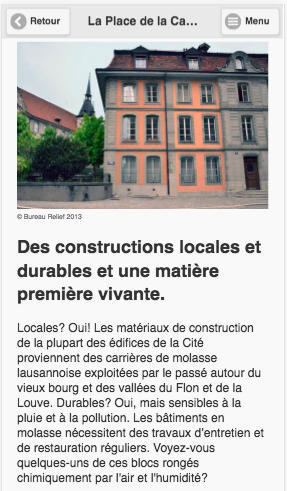 Retour
La Place de la Ca...
Menu
© Bureau Relief 2013
Des constructions locales et
durables et une matière
première vivante.
Locales? Oui! Les matériaux de construction
de la plupart des édifices de la Cité
proviennent des carrières de molasse
lausannoise exploitées par le passé autour du
vieux bourg et des vallées du Flon et de la
Louve. Durables? Oui, mais sensibles à la
pluie et à la pollution. Les bâtiments en
molasse nécessitent des travaux d'entretien et
de restauration réguliers. Voyez-vous
quelques-uns de ces blocs rongés
chimiquement par l'air et l'humidité?